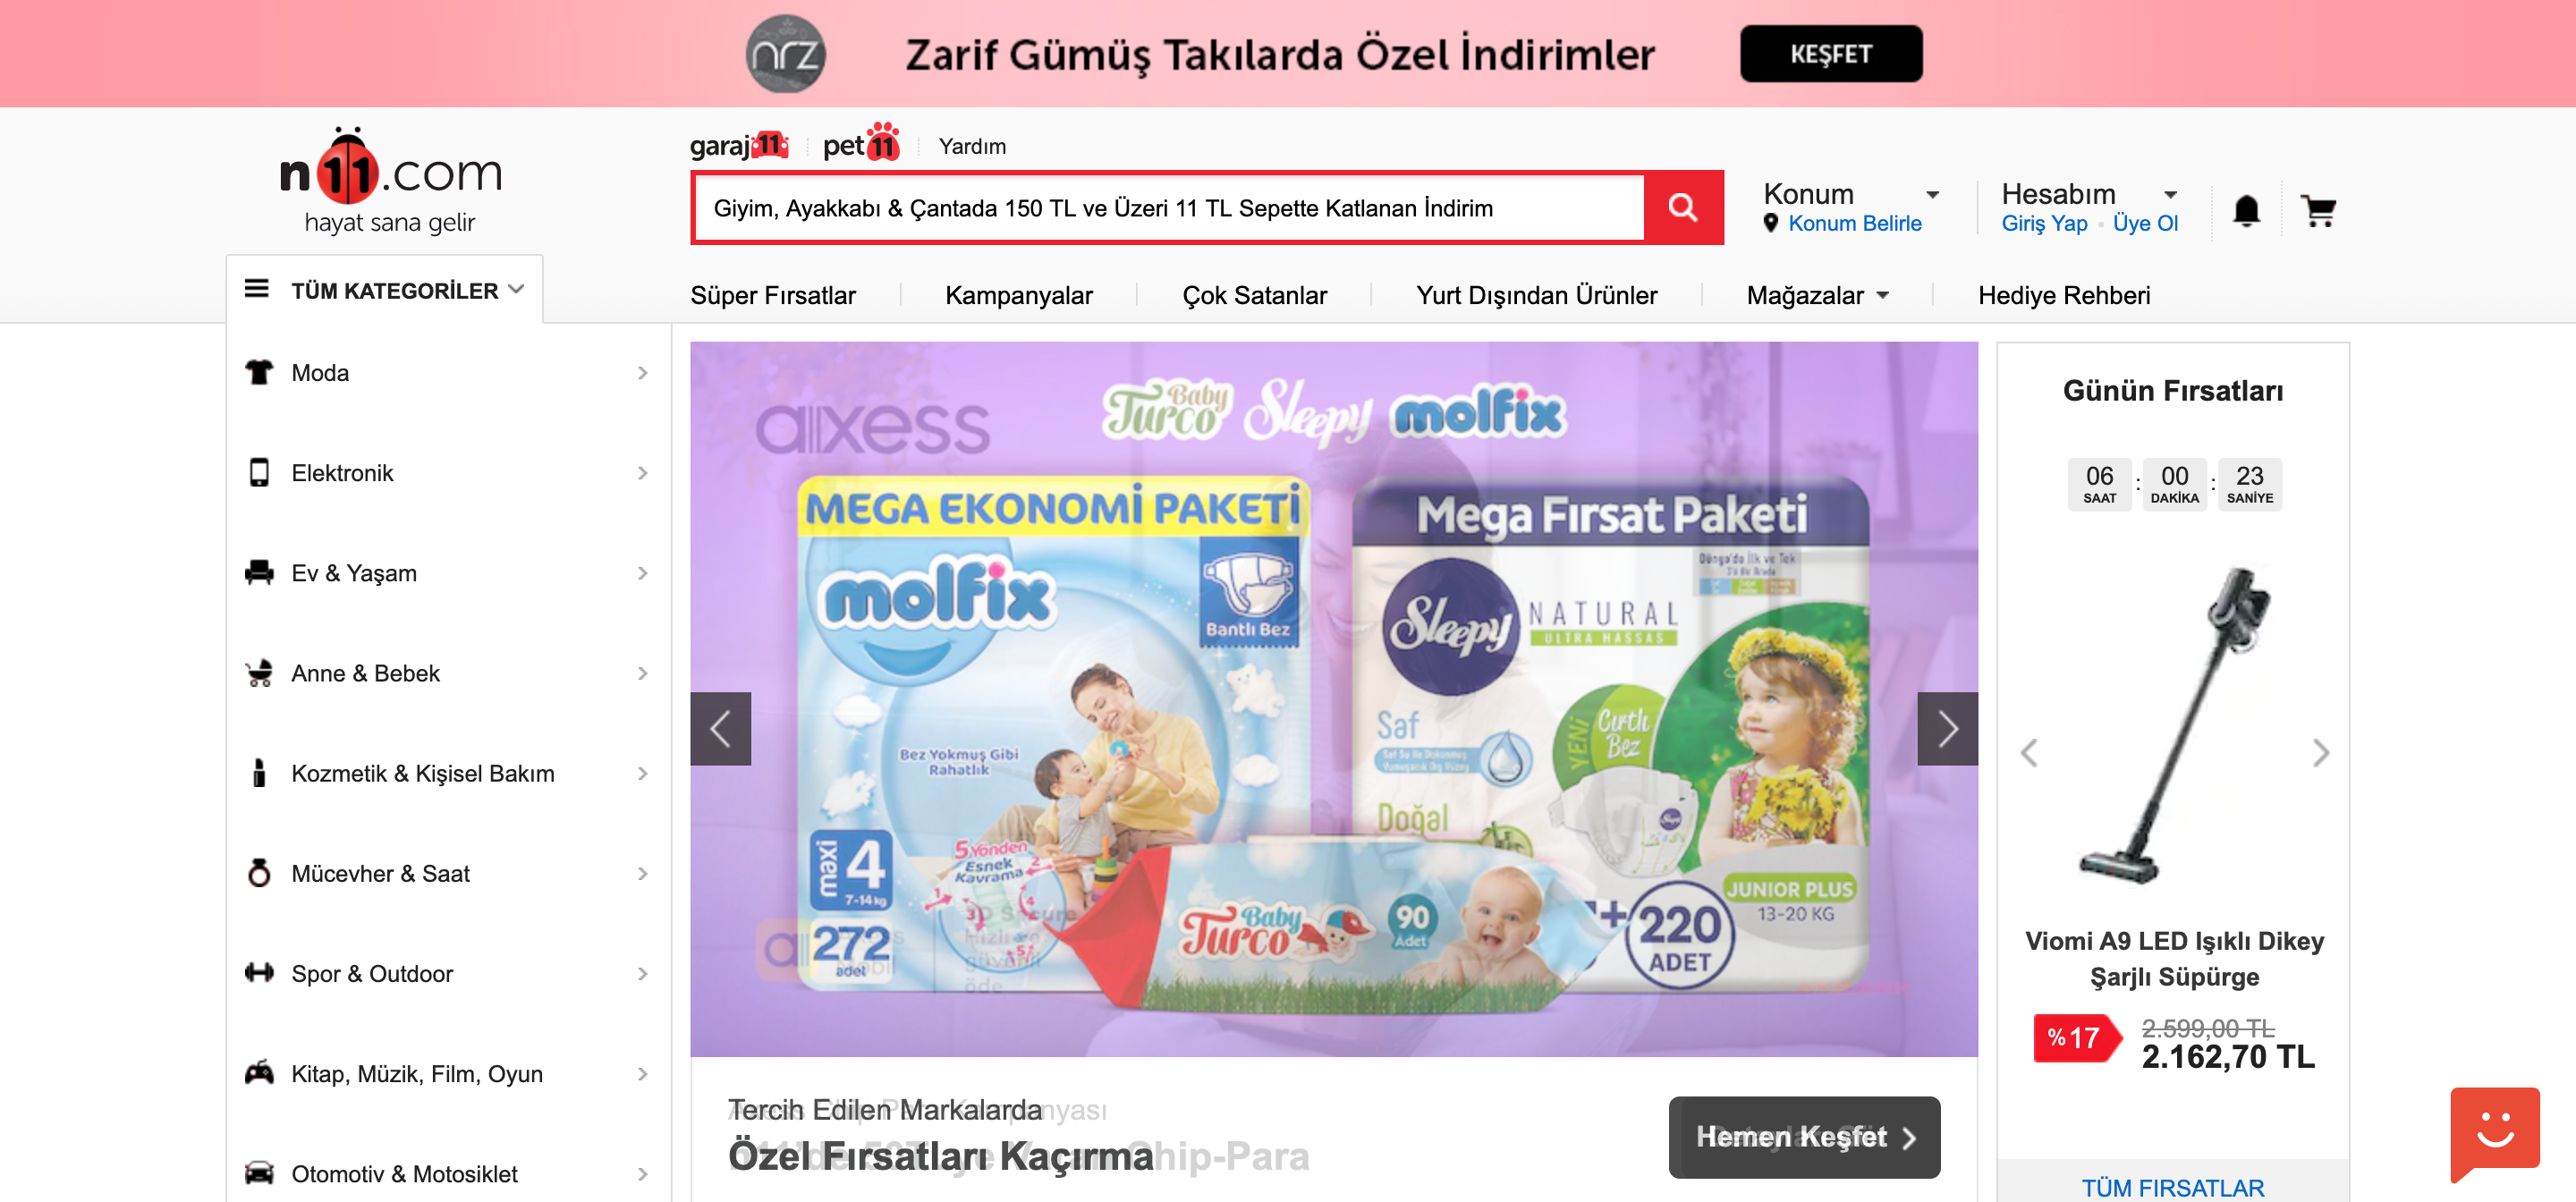 nrz
Zarif Gümüş Takılarda Özel İndirimler
KEŞFET
n11.com
hayat sana gelir
garaj11
pet11
Yardım
Giyim, Ayakkabı & Çantada 150 TL ve Üzeri 11 TL Sepette Katlanan İndirim
Konum
Konum Belirle
Hesabım
Giriş Yap
Üye Ol
TÜM KATEGORİLER
Süper Fırsatlar
Kampanyalar
Çok Satanlar
Yurt Dışından Ürünler
Mağazalar
Hediye Rehberi
Moda
Elektronik
Ev & Yaşam
Anne & Bebek
Kozmetik & Kişisel Bakım
Mücevher & Saat
Spor & Outdoor
Kitap, Müzik, Film, Oyun
Otomotiv & Motosiklet
axess
Baby
Turco
Sleepy
molfix
MEGA EKONOMİ PAKETİ
molfix
Bantlı Bez
Bez Yokmuş Gibi
Rahatlık
maxi
4
7-14 kg
272
adet
5 Yönden
Esnek
Kavrama
Mega Fırsat Paketi
Dünya'da İlk ve Tek
Sleepy
NATURAL
ULTRA HASSAS
Saf
YENİ
Cırtlı
Bez
Doğal
JUNIOR PLUS
13-20 KG
220
ADET
Baby
Turco
90
Adet
Tercih Edilen Markalarda
Özel Fırsatları Kaçırma
Hemen Keşfet
Günün Fırsatları
06 : 00 : 23
SAAT DAKİKA SANİYE
Viomi A9 LED Işıklı Dikey
Şarjlı Süpürge
%17
2.599,00 TL
2.162,70 TL
TÜM FIRSATLAR